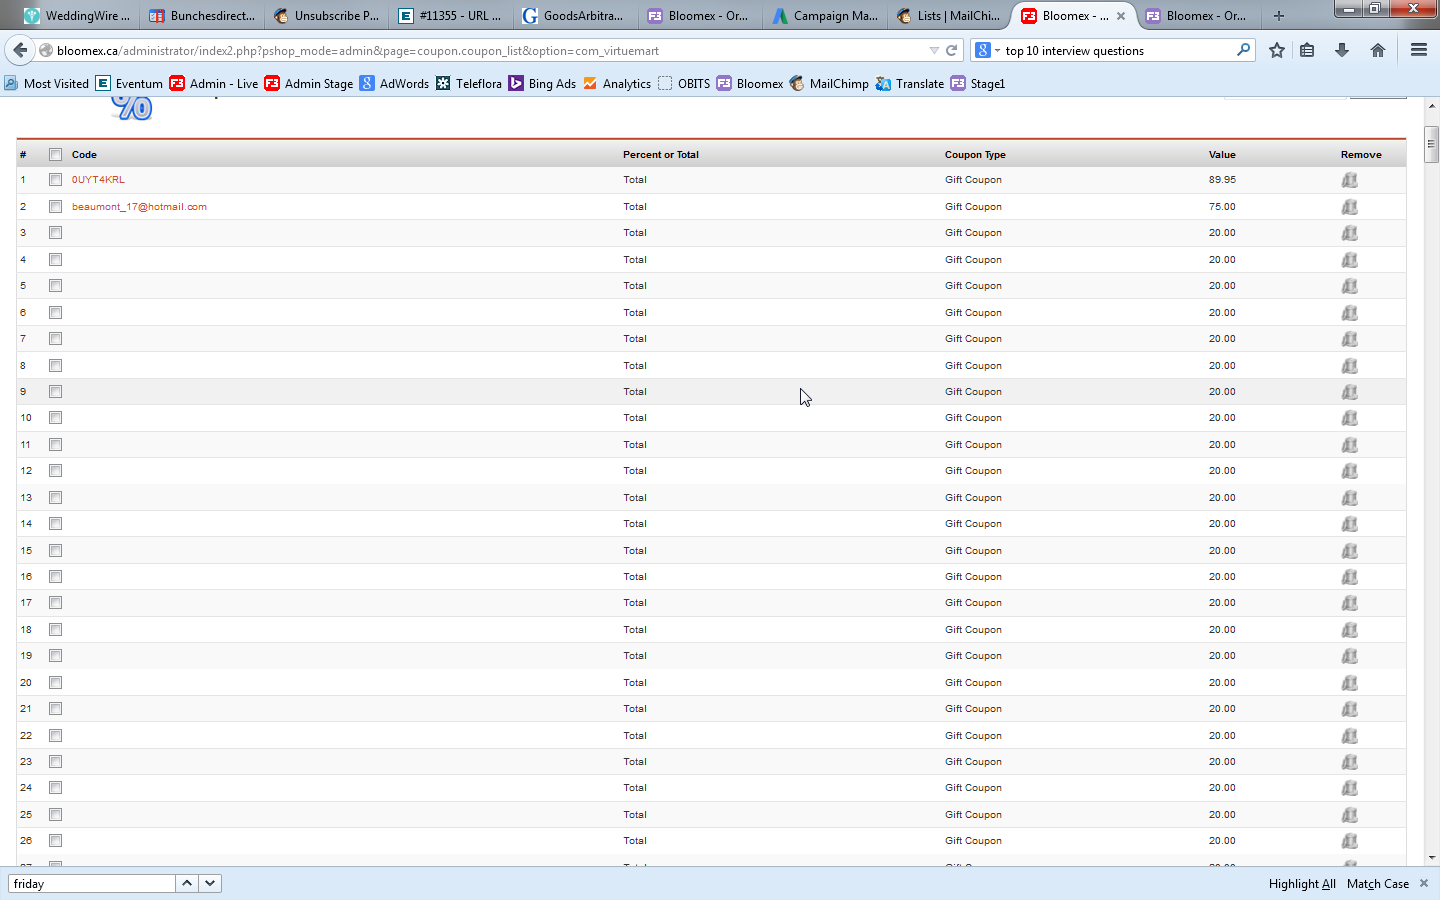 WeddingWire ... Bunchesdirect... Unsubscribe P... #11355 - URL ... GoodsArbitra... Bloomex - Or... Campaign Ma... Lists | MailChi... Bloomex - ... Bloomex - Or...
bloomex.ca/administrator/index2.php?pshop_mode=admin&page=coupon.coupon_list&option=com_virtuemart top 10 interview questions
Most Visited Eventum Admin - Live Admin Stage AdWords Teleflora Bing Ads Analytics OBITS Bloomex MailChimp Translate Stage1
%
# Code Percent or Total Coupon Type Value Remove
1 0UYT4KRL Total Gift Coupon 89.95
2 beaumont_17@hotmail.com Total Gift Coupon 75.00
3 Total Gift Coupon 20.00
4 Total Gift Coupon 20.00
5 Total Gift Coupon 20.00
6 Total Gift Coupon 20.00
7 Total Gift Coupon 20.00
8 Total Gift Coupon 20.00
9 Total Gift Coupon 20.00
10 Total Gift Coupon 20.00
11 Total Gift Coupon 20.00
12 Total Gift Coupon 20.00
13 Total Gift Coupon 20.00
14 Total Gift Coupon 20.00
15 Total Gift Coupon 20.00
16 Total Gift Coupon 20.00
17 Total Gift Coupon 20.00
18 Total Gift Coupon 20.00
19 Total Gift Coupon 20.00
20 Total Gift Coupon 20.00
21 Total Gift Coupon 20.00
22 Total Gift Coupon 20.00
23 Total Gift Coupon 20.00
24 Total Gift Coupon 20.00
25 Total Gift Coupon 20.00
26 Total Gift Coupon 20.00
friday Highlight All Match Case